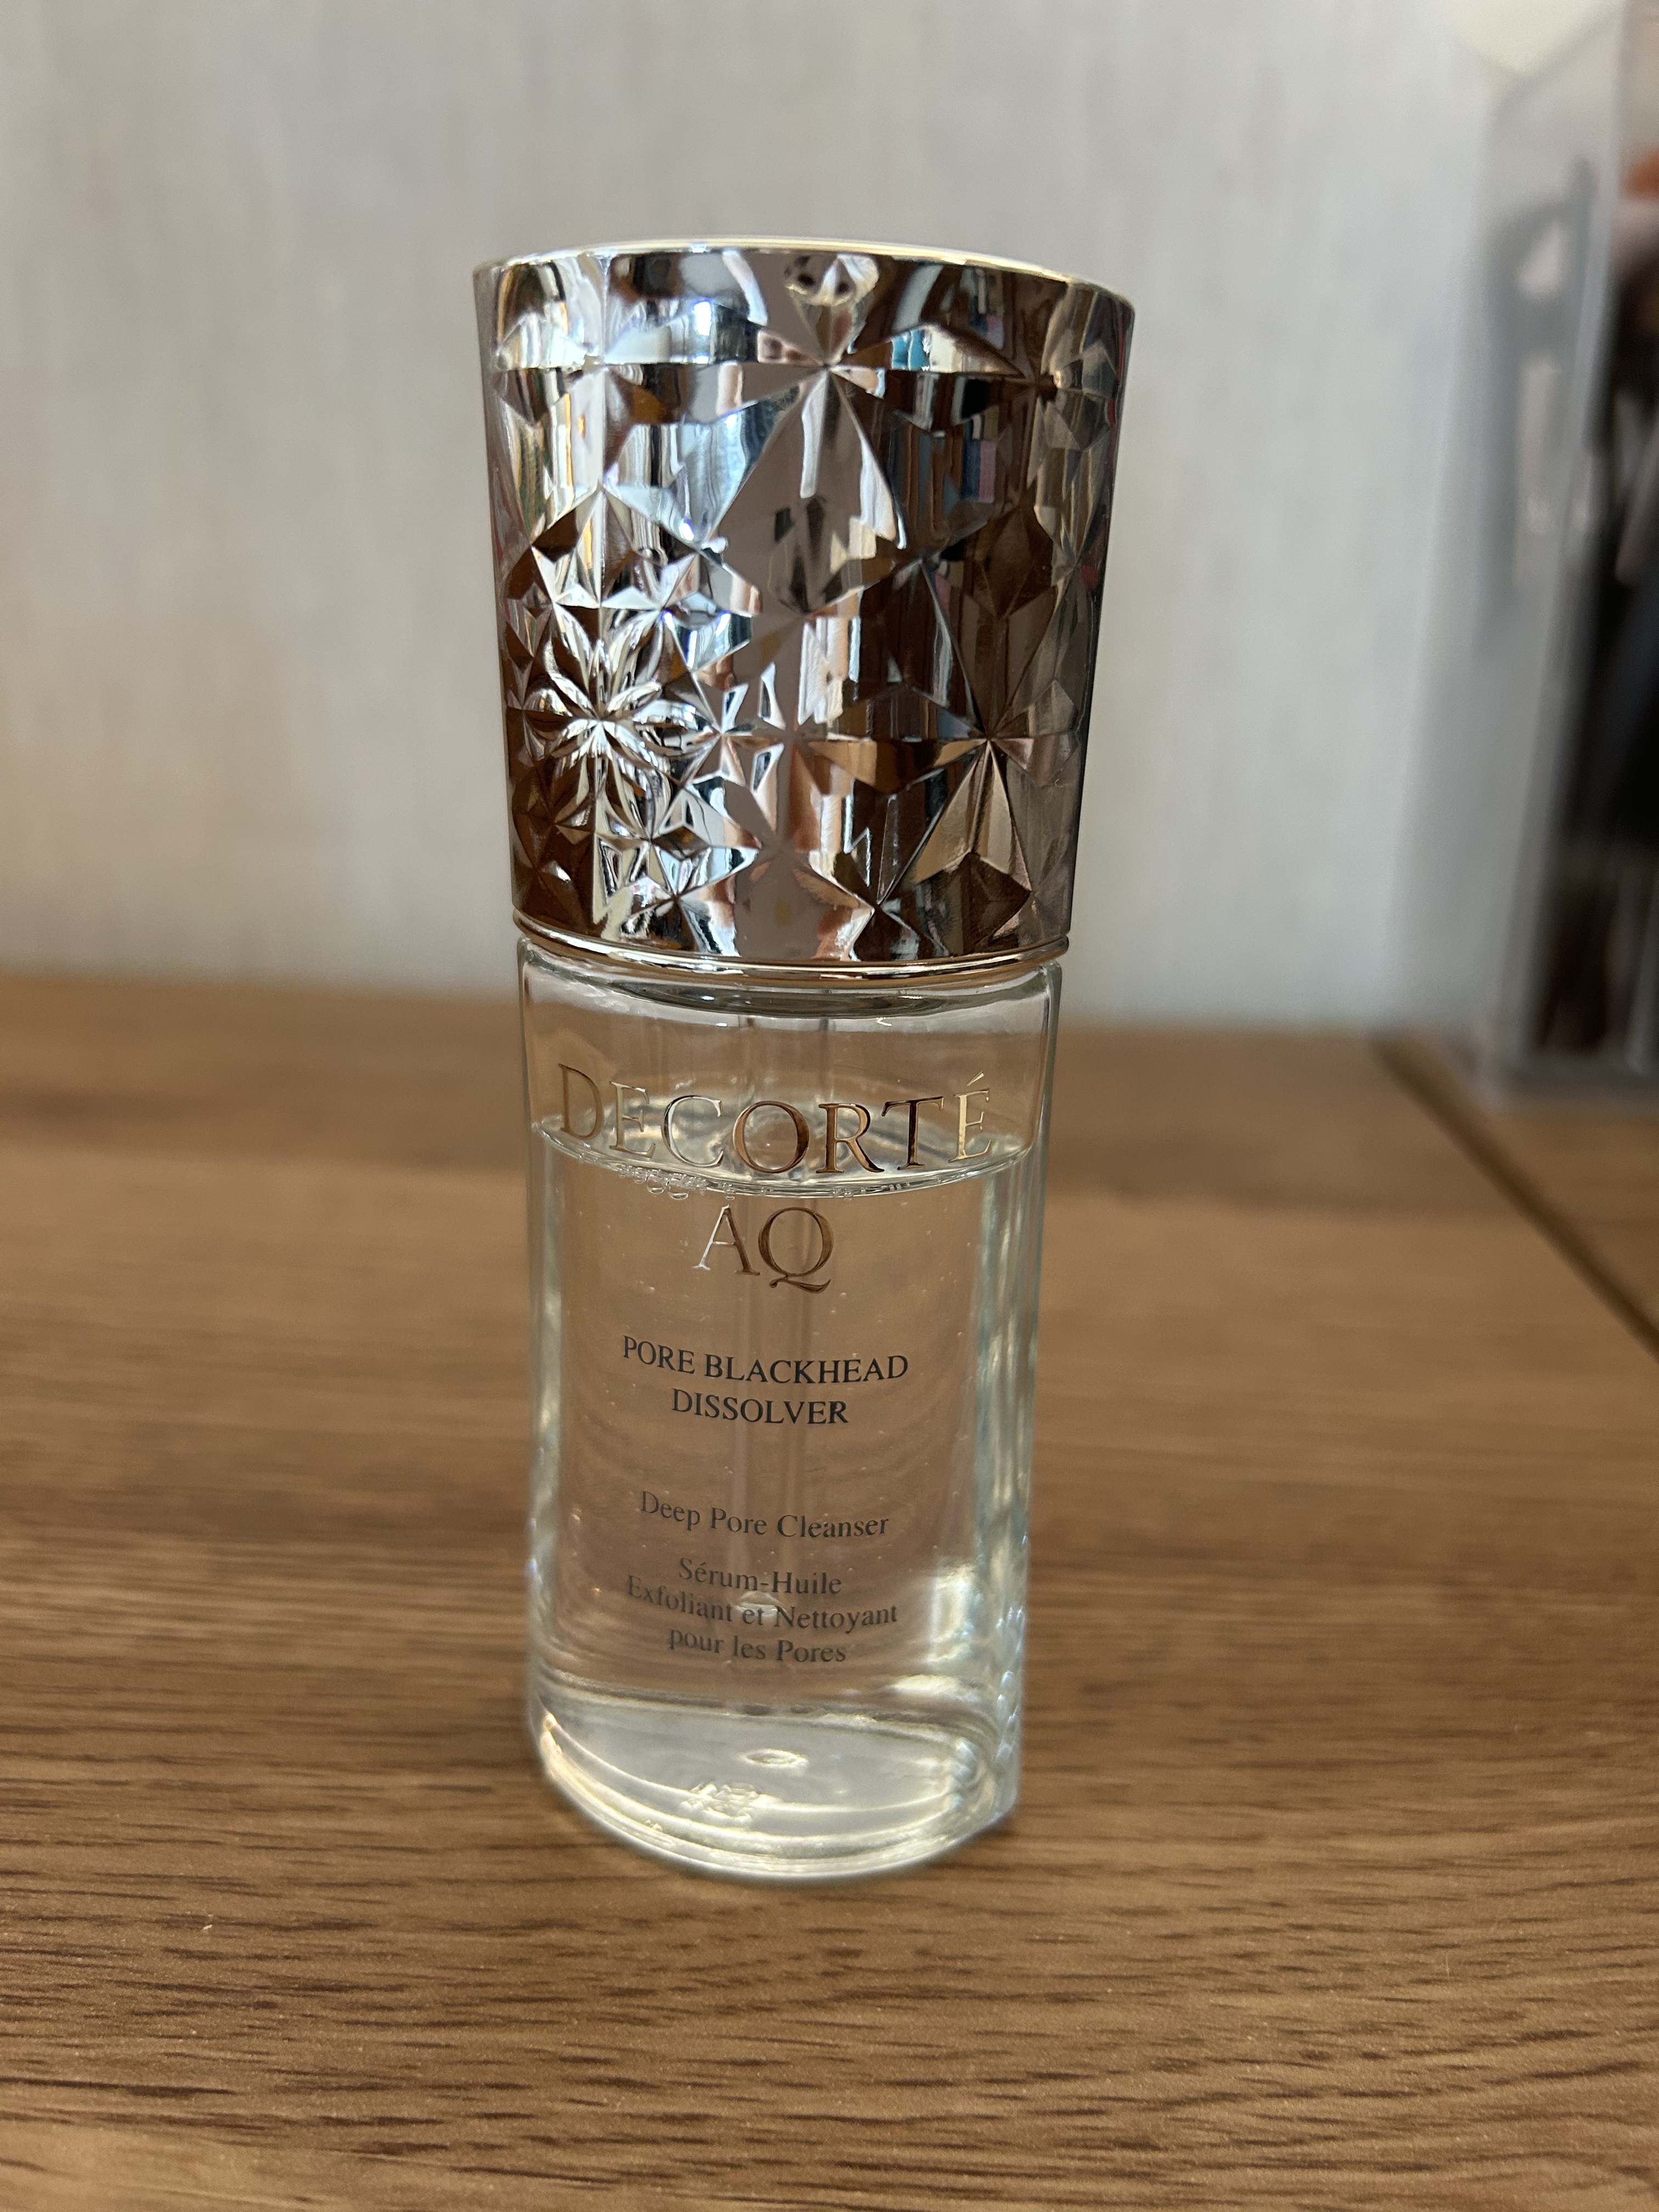 DECORTÉ
AQ
PORE BLACKHEAD
DISSOLVER
Deep Pore Cleanser
Sérum-Huile
Exfoliant et Nettoyant
pour les Pores